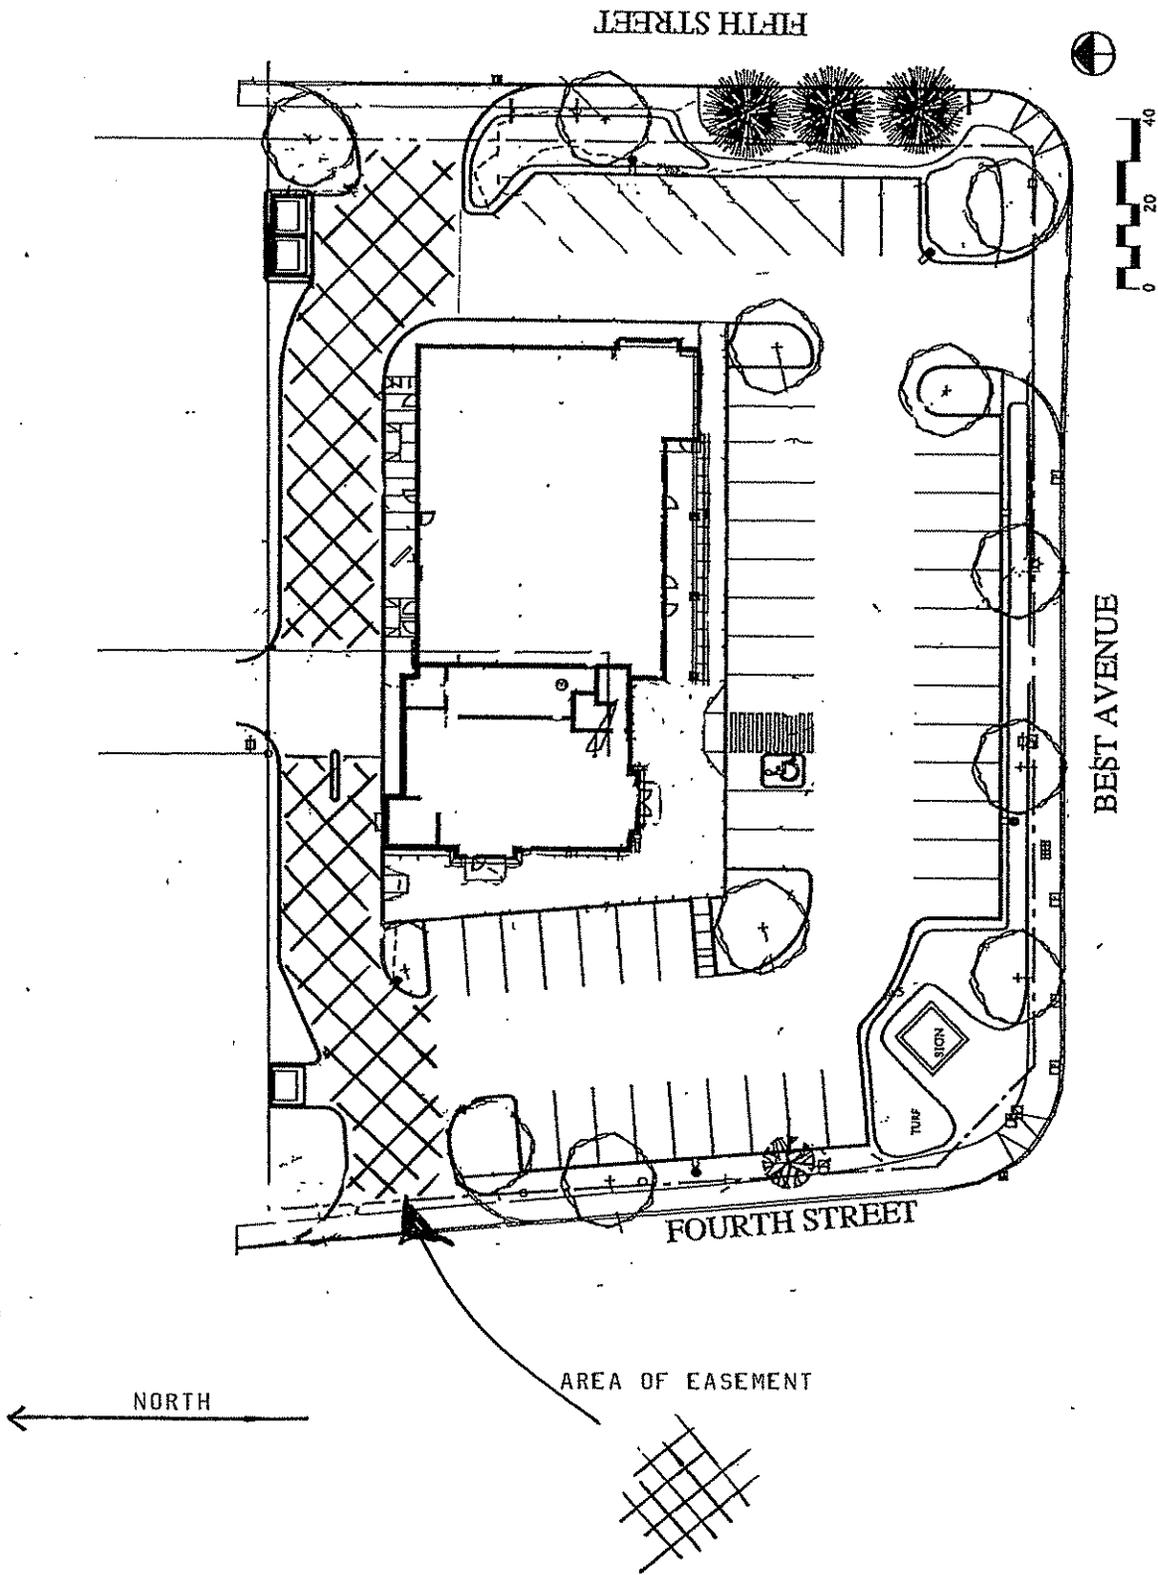 FIFTH STREET
40
20
0
BEST AVENUE
SIGN
TURF
FOURTH STREET
AREA OF EASEMENT
NORTH